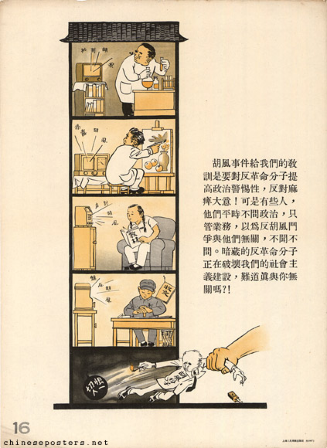 胡風事件給我們的教
訓是要對反革命分子提
高政治警惕性，反對麻
痹大意！可是有些人，
他們平時不問政治，只
管業務，以爲反胡風鬥
爭與他們無關，不聞不
問。暗藏的反革命分子
正在破壞我們的社會主
義建設，難道眞與你無
關嗎？！
16
chineseposters.net